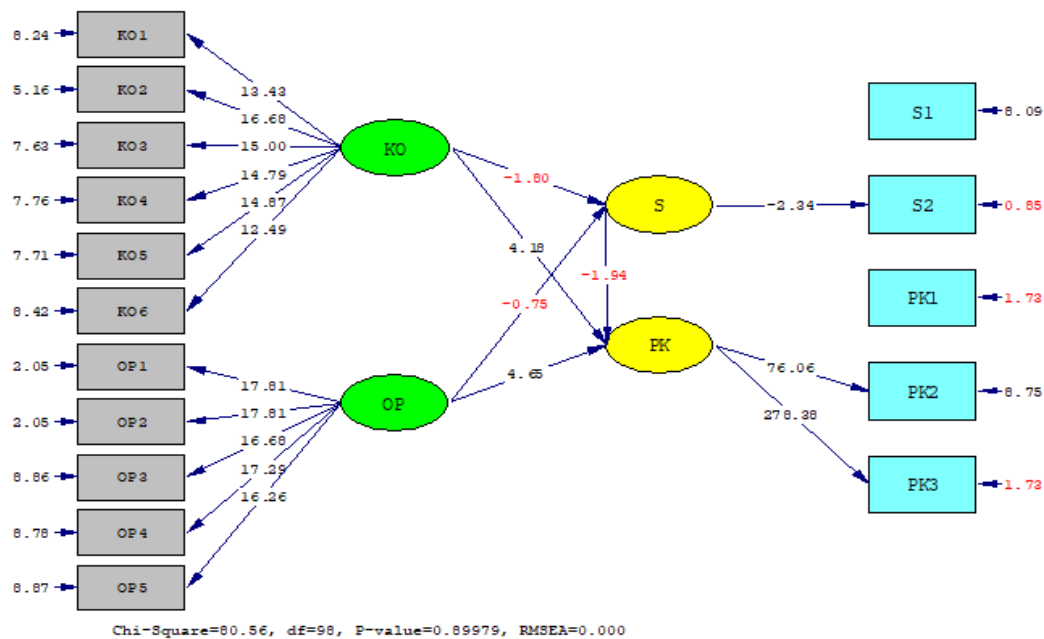 8.24 KO1
5.16 KO2
7.63 KO3
7.76 KO4
7.71 KO5
8.42 KO6
2.05 OP1
2.05 OP2
8.86 OP3
8.78 OP4
8.87 OP5
13.43
16.68
15.00
14.79
14.87
12.49
17.81
17.81
16.68
17.29
16.26
KO
OP
-1.80
4.18
-0.75
4.65
-1.94
S
PK
-2.34
76.06
278.38
S1 8.09
S2 0.85
PK1 1.73
PK2 8.75
PK3 1.73
Chi-Square=80.56, df=98, P-value=0.89979, RMSEA=0.000